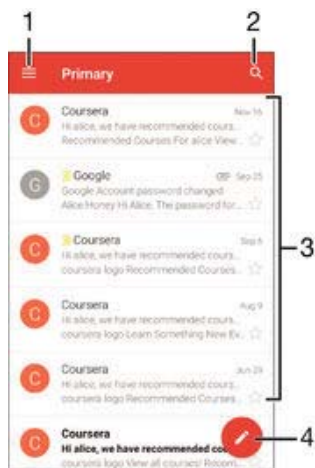 1
2
Primary
Coursera
Nov 16
Hi alice, we have recommended cours...
Recommended Courses For alice View...
C
3
Google
Sep 25
Google Account password changed
Alice Honey Hi Alice, The password for...
G
Coursera
Sep 6
Hi alice, we have recommended cours...
coursera logo Recommended Courses...
C
Coursera
Aug 9
Hi alice, we have recommended cours...
coursera logo Learn Something New Ex...
C
Coursera
Jun 29
Hi alice, we have recommended cours...
coursera logo Recommended Courses...
C
4
Coursera
Hi alice, we have recommended cou
coursera logo View all courses! Recom
C